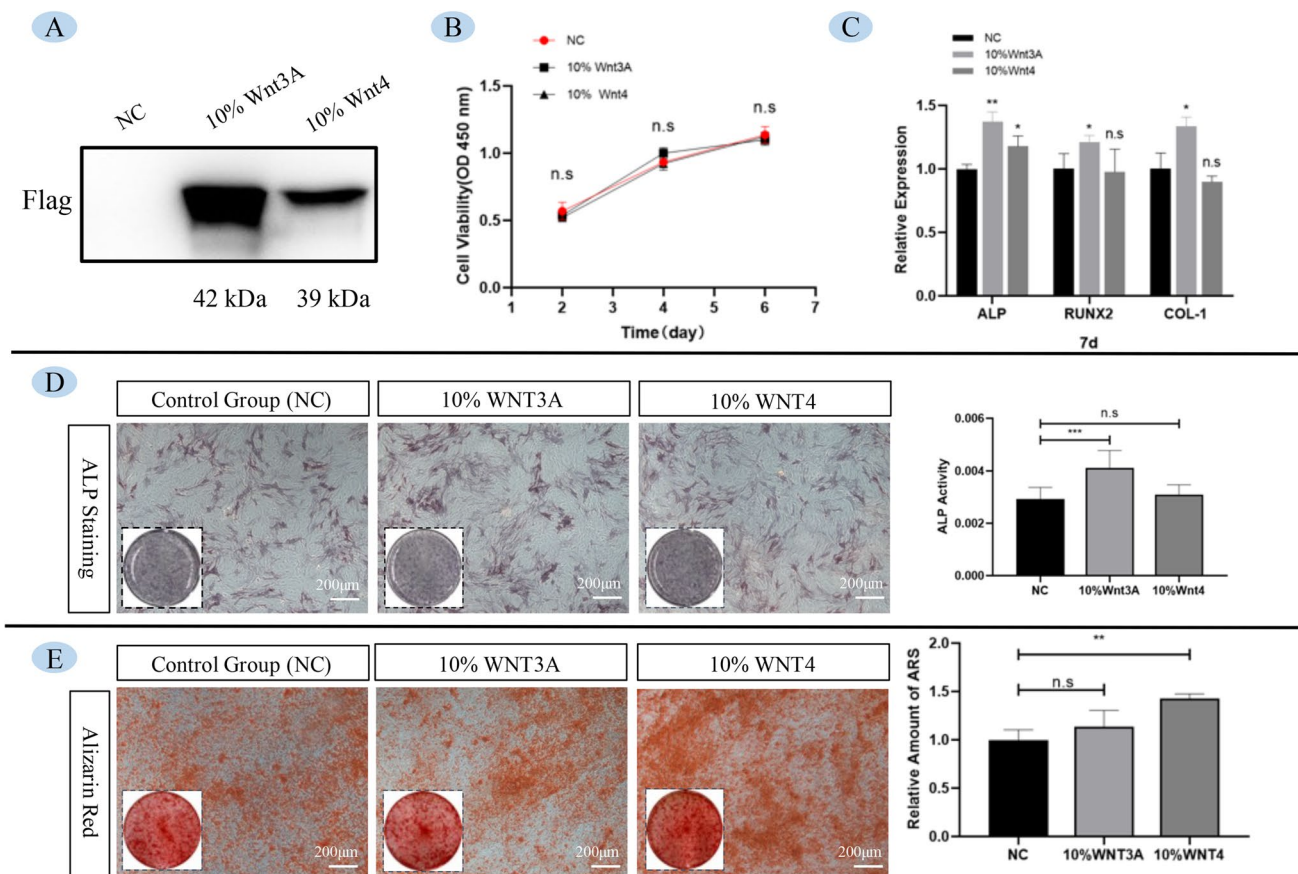 A
NC
10% Wnt3A
10% Wnt4
Flag
42 kDa
39 kDa
B
NC
10% Wnt3A
10% Wnt4
Cell Viability(OD 450 nm)
1.5
1.0
0.5
0.0
n.s
n.s
n.s
1
2
3
4
5
6
7
Time(day)
C
NC
10%Wnt3A
10%Wnt4
Relative Expression
1.5
1.0
0.5
0.0
**
*
*
n.s
*
n.s
ALP
RUNX2
COL-1
7d
D
Control Group (NC)
10% WNT3A
10% WNT4
ALP Staining
200μm
200μm
200μm
ALP Activity
0.006
0.004
0.002
0.000
n.s
***
NC
10%Wnt3A
10%Wnt4
E
Control Group (NC)
10% WNT3A
10% WNT4
Alizarin Red
200μm
200μm
200μm
Relative Amount of ARS
2.0
1.5
1.0
0.5
0.0
**
n.s
NC
10%WNT3A
10%WNT4